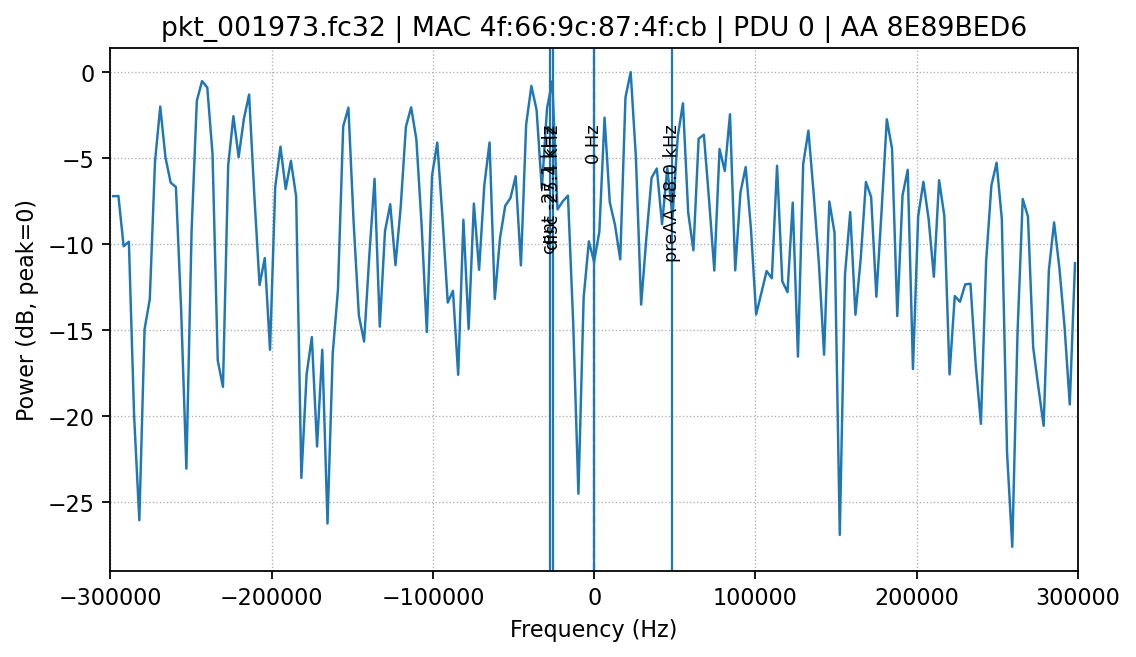 pkt_001973.fc32 | MAC 4f:66:9c:87:4f:cb | PDU 0 | AA 8E89BED6
0
−5
−10
−15
−20
−25
Power (dB, peak=0)
0 Hz
preAA 48.0 kHz
−300000
−200000
−100000
0
100000
200000
300000
Frequency (Hz)